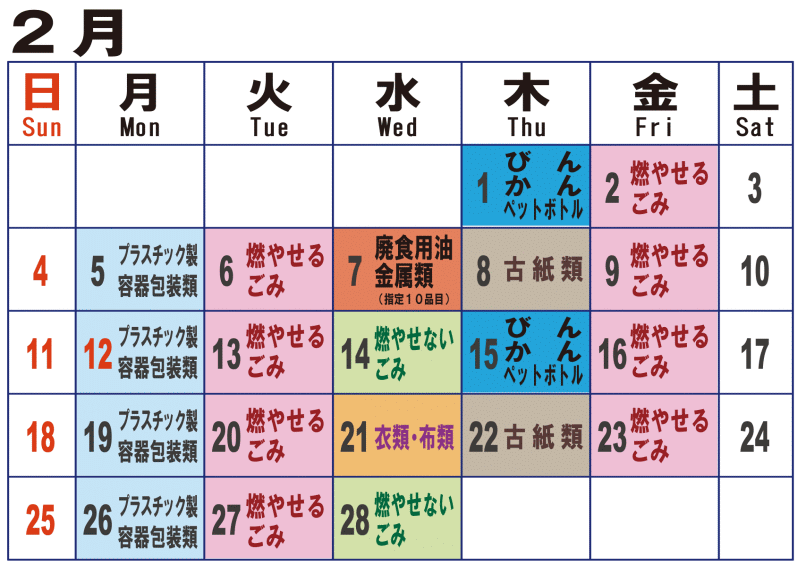 2月
日 月 火 水 木 金 土
Sun Mon Tue Wed Thu Fri Sat
1 びん
かん
ペットボトル
2 燃やせる
ごみ
3
4
5 プラスチック製
容器包装類
6 燃やせる
ごみ
7 廃食用油
金属類
(指定10品目)
8 古紙類
9 燃やせる
ごみ
10
11
12 プラスチック製
容器包装類
13 燃やせる
ごみ
14 燃やせない
ごみ
15 びん
かん
ペットボトル
16 燃やせる
ごみ
17
18
19 プラスチック製
容器包装類
20 燃やせる
ごみ
21 衣類・布類
22 古紙類
23 燃やせる
ごみ
24
25
26 プラスチック製
容器包装類
27 燃やせる
ごみ
28 燃やせない
ごみ